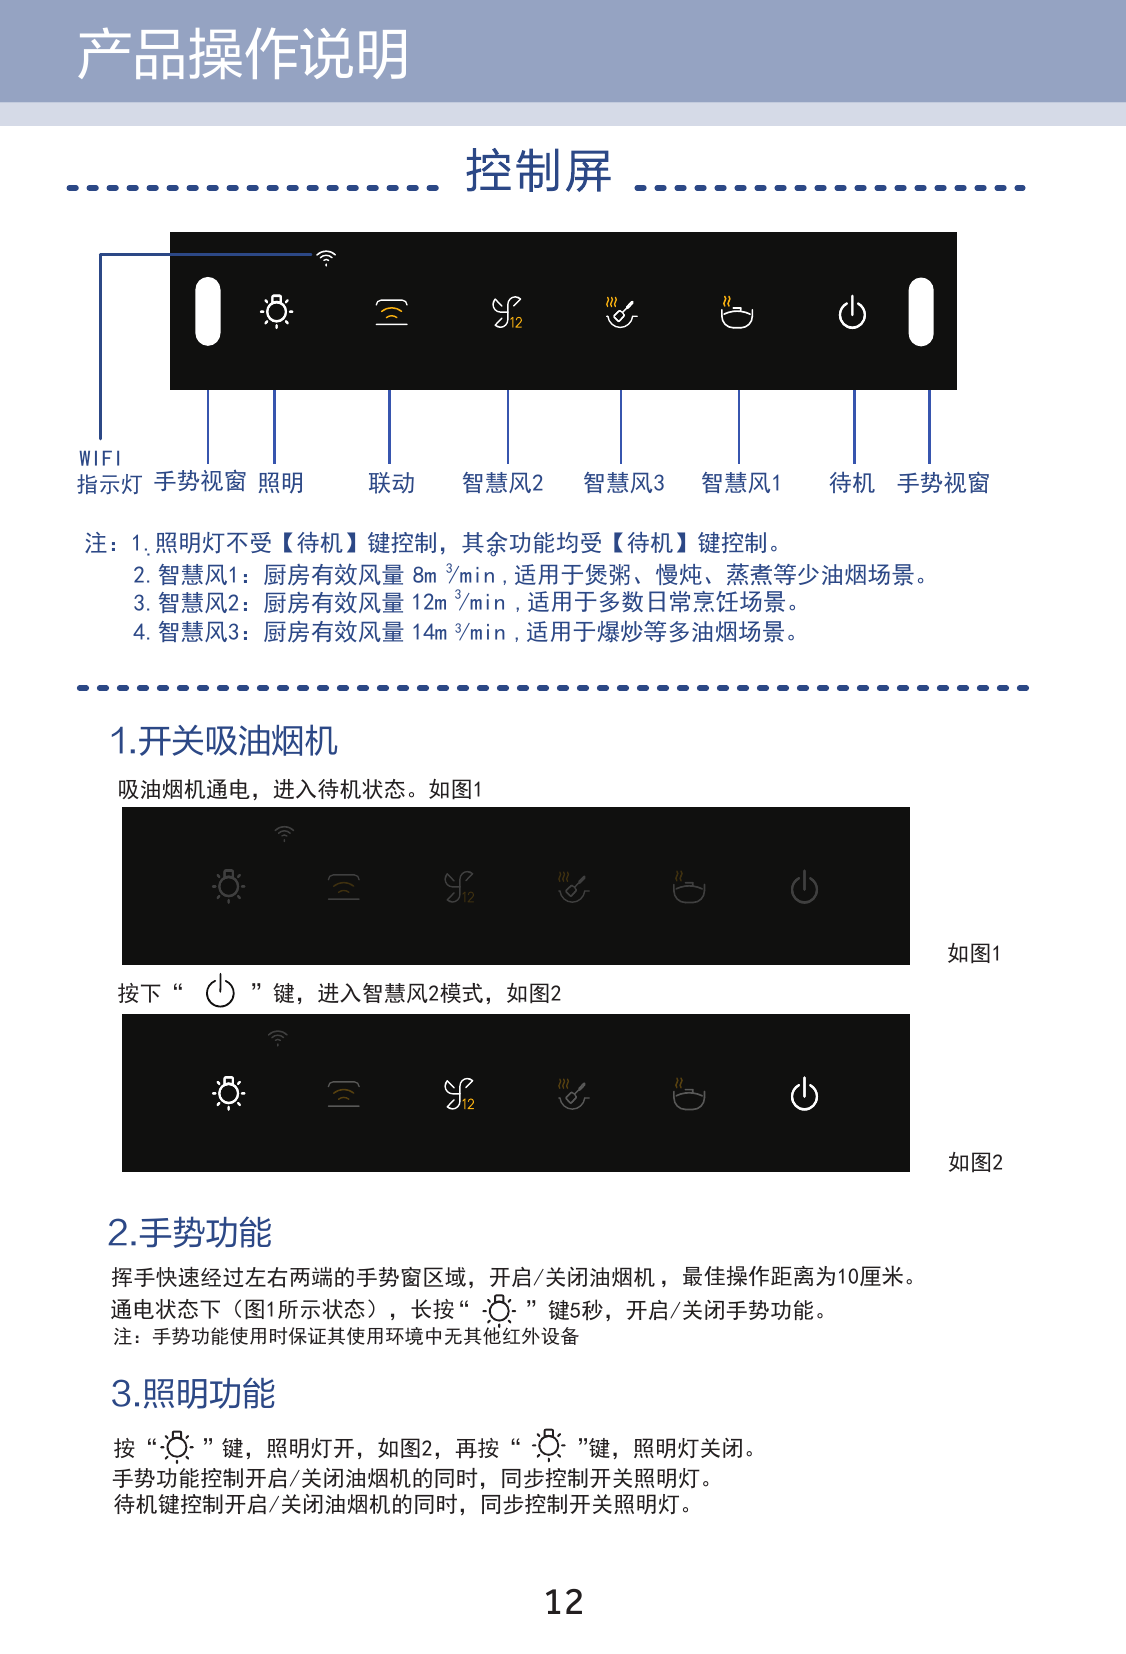 产品操作说明
控制屏
12
WIFI
指示灯 手势视窗 照明 联动 智慧风2 智慧风3 智慧风1 待机 手势视窗
注：1.照明灯不受【待机】键控制，其余功能均受【待机】键控制。
2.智慧风1：厨房有效风量 8m³/min,适用于煲粥、慢炖、蒸煮等少油烟场景。
3.智慧风2：厨房有效风量 12m³/min,适用于多数日常烹饪场景。
4.智慧风3：厨房有效风量 14m³/min,适用于爆炒等多油烟场景。
1.开关吸油烟机
吸油烟机通电，进入待机状态。如图1
12
如图1
按下“ ”键，进入智慧风2模式，如图2
12
如图2
2.手势功能
挥手快速经过左右两端的手势窗区域，开启/关闭油烟机，最佳操作距离为10厘米。
通电状态下（图1所示状态），长按“ ”键5秒，开启/关闭手势功能。
注：手势功能使用时保证其使用环境中无其他红外设备
3.照明功能
按“ ”键，照明灯开，如图2，再按“ ”键，照明灯关闭。
手势功能控制开启/关闭油烟机的同时，同步控制开关照明灯。
待机键控制开启/关闭油烟机的同时，同步控制开关照明灯。
12